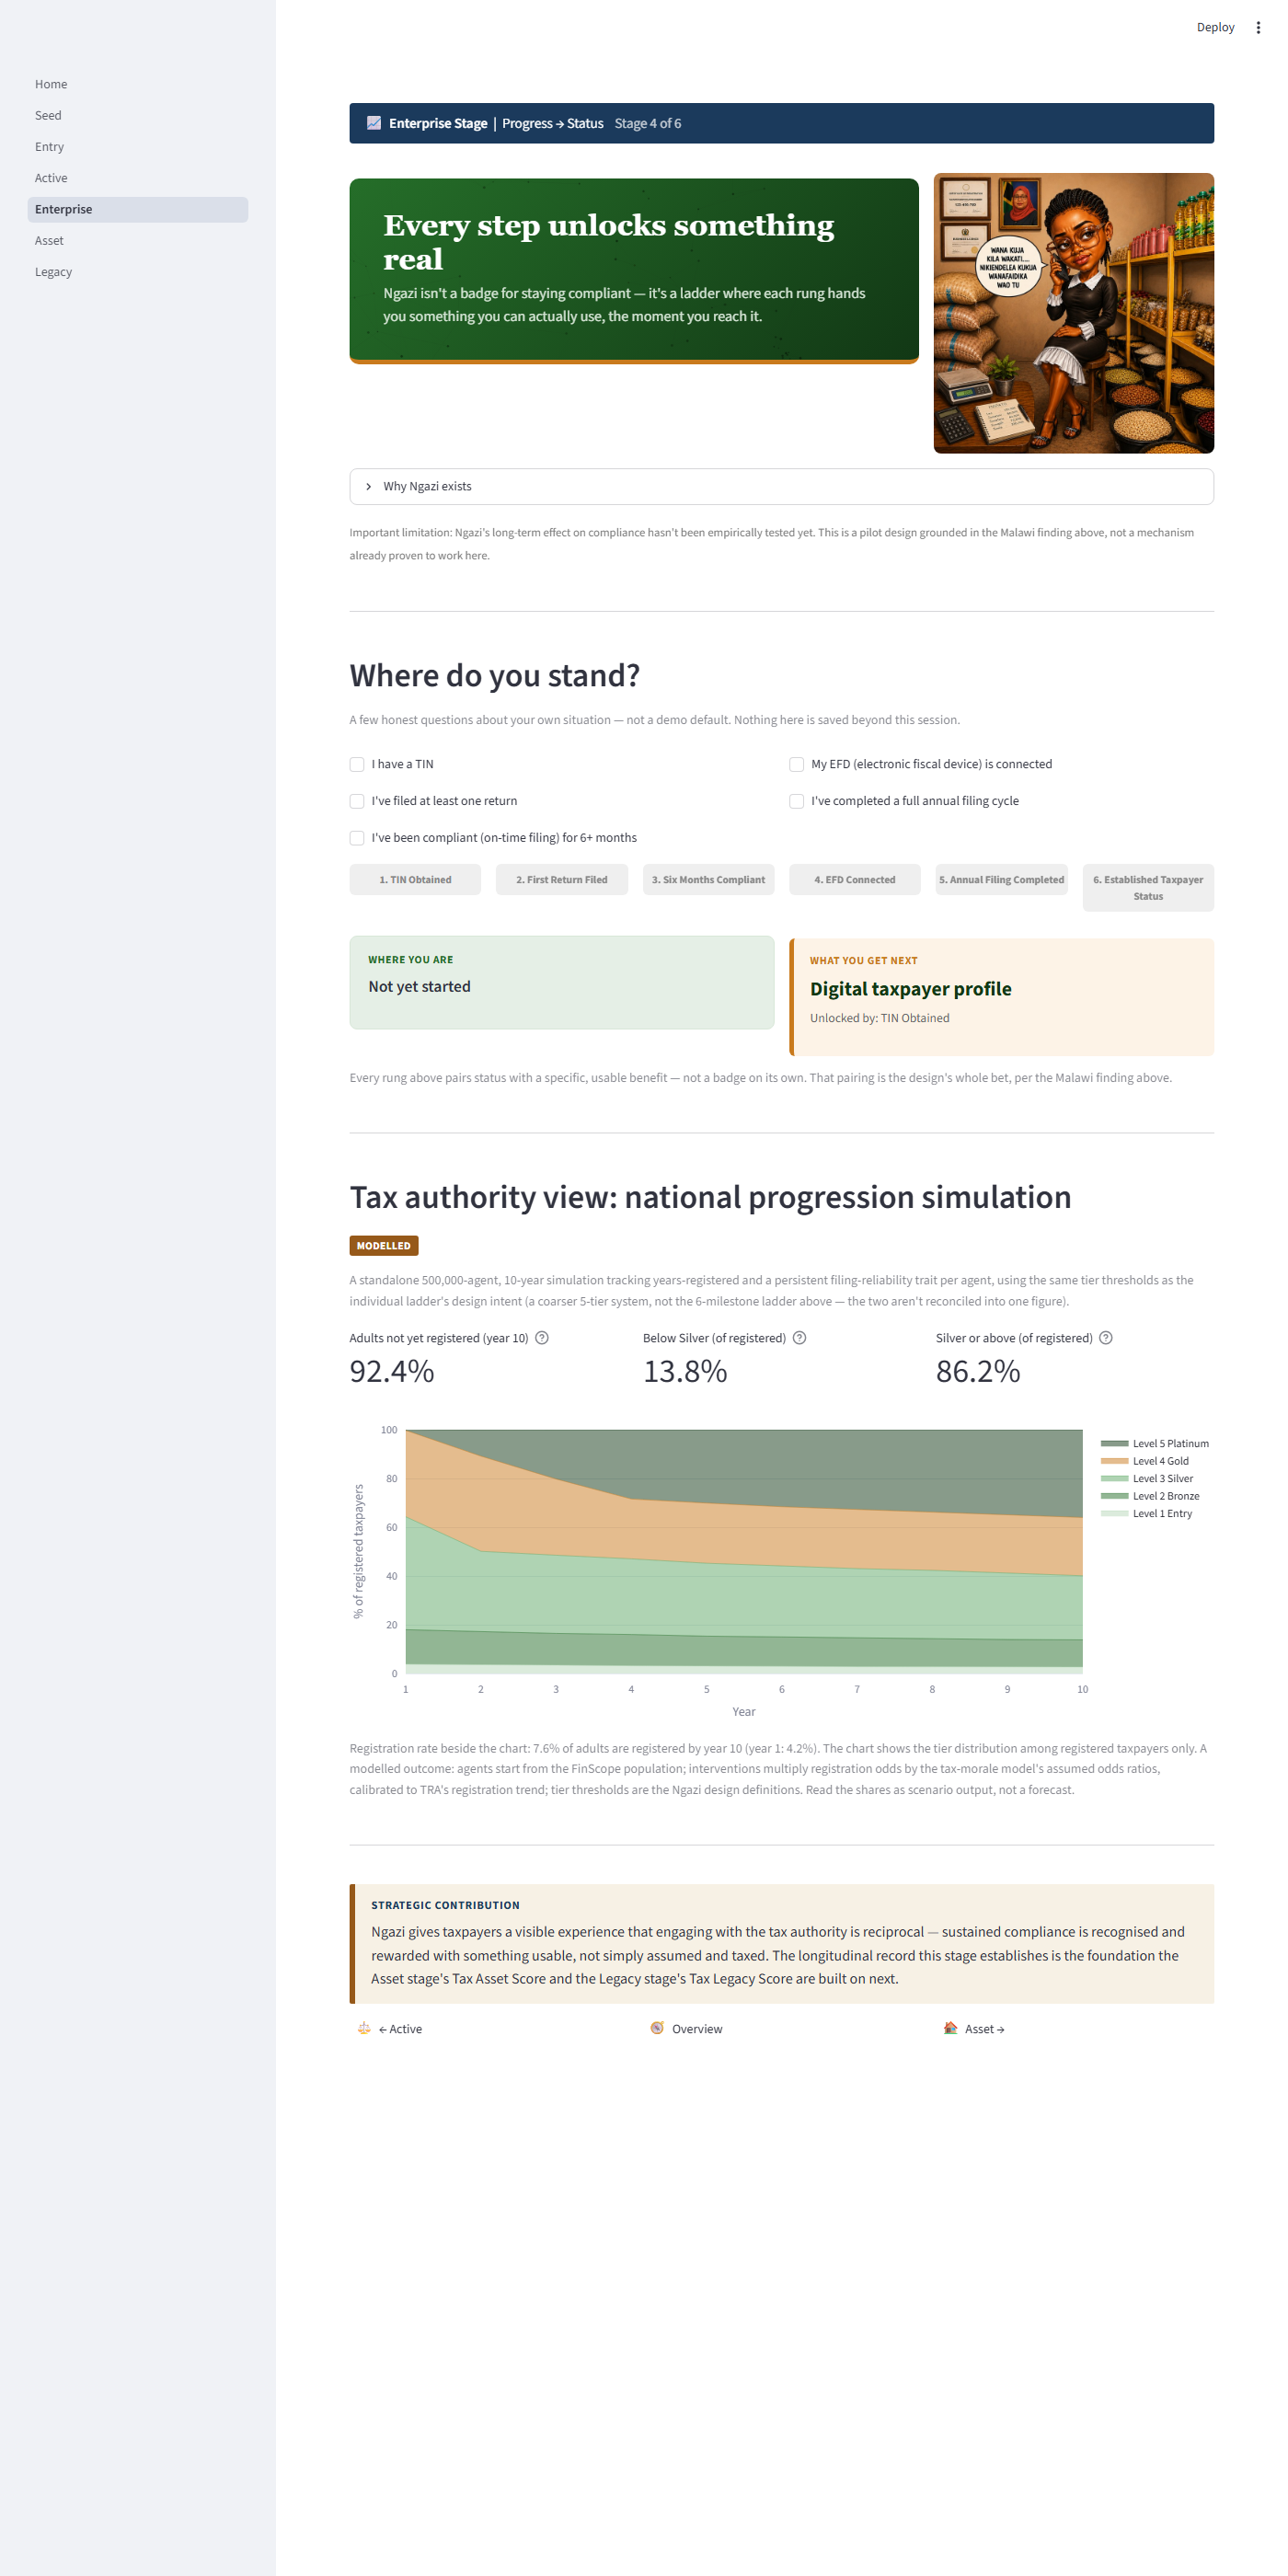 Deploy
Home
Seed
Entry
Active
Enterprise
Asset
Legacy
Enterprise Stage | Progress → Status Stage 4 of 6
Every step unlocks something
real
Ngazi isn't a badge for staying compliant — it's a ladder where each rung hands
you something you can actually use, the moment you reach it.
WANA KUJA
KILA WAKATI....
NIKIENDELEA KUKUA
WANAFAIDIKA
WAO TU
Why Ngazi exists
Important limitation: Ngazi's long-term effect on compliance hasn't been empirically tested yet. This is a pilot design grounded in the Malawi finding above, not a mechanism
already proven to work here.
Where do you stand?
A few honest questions about your own situation — not a demo default. Nothing here is saved beyond this session.
I have a TIN
My EFD (electronic fiscal device) is connected
I've filed at least one return
I've completed a full annual filing cycle
I've been compliant (on-time filing) for 6+ months
1. TIN Obtained
2. First Return Filed
3. Six Months Compliant
4. EFD Connected
5. Annual Filing Completed
6. Established Taxpayer
Status
WHERE YOU ARE
Not yet started
WHAT YOU GET NEXT
Digital taxpayer profile
Unlocked by: TIN Obtained
Every rung above pairs status with a specific, usable benefit — not a badge on its own. That pairing is the design's whole bet, per the Malawi finding above.
Tax authority view: national progression simulation
MODELLED
A standalone 500,000-agent, 10-year simulation tracking years-registered and a persistent filing-reliability trait per agent, using the same tier thresholds as the
individual ladder's design intent (a coarser 5-tier system, not the 6-milestone ladder above — the two aren't reconciled into one figure).
Adults not yet registered (year 10)
92.4%
Below Silver (of registered)
13.8%
Silver or above (of registered)
86.2%
% of registered taxpayers
100
80
60
40
20
0
1 2 3 4 5 6 7 8 9 10
Year
Level 5 Platinum
Level 4 Gold
Level 3 Silver
Level 2 Bronze
Level 1 Entry
Registration rate beside the chart: 7.6% of adults are registered by year 10 (year 1: 4.2%). The chart shows the tier distribution among registered taxpayers only. A
modelled outcome: agents start from the FinScope population; interventions multiply registration odds by the tax-morale model's assumed odds ratios,
calibrated to TRA's registration trend; tier thresholds are the Ngazi design definitions. Read the shares as scenario output, not a forecast.
STRATEGIC CONTRIBUTION
Ngazi gives taxpayers a visible experience that engaging with the tax authority is reciprocal — sustained compliance is recognised and
rewarded with something usable, not simply assumed and taxed. The longitudinal record this stage establishes is the foundation the
Asset stage's Tax Asset Score and the Legacy stage's Tax Legacy Score are built on next.
← Active
Overview
Asset →